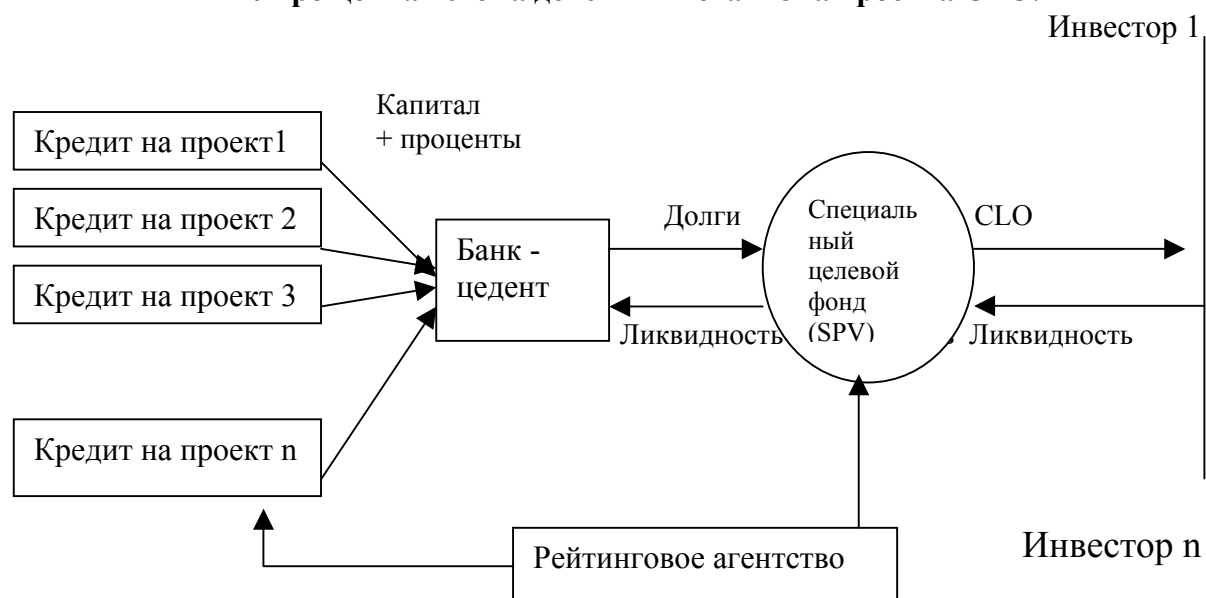 Инвестор 1
Капитал
+ проценты
Кредит на проект1
Кредит на проект 2
Кредит на проект 3
Кредит на проект n
Банк -
цедент
Долги
Ликвидность
Специаль
ный
целевой
фонд
(SPV)
CLO
Ликвидность
Рейтинговое агентство
Инвестор n